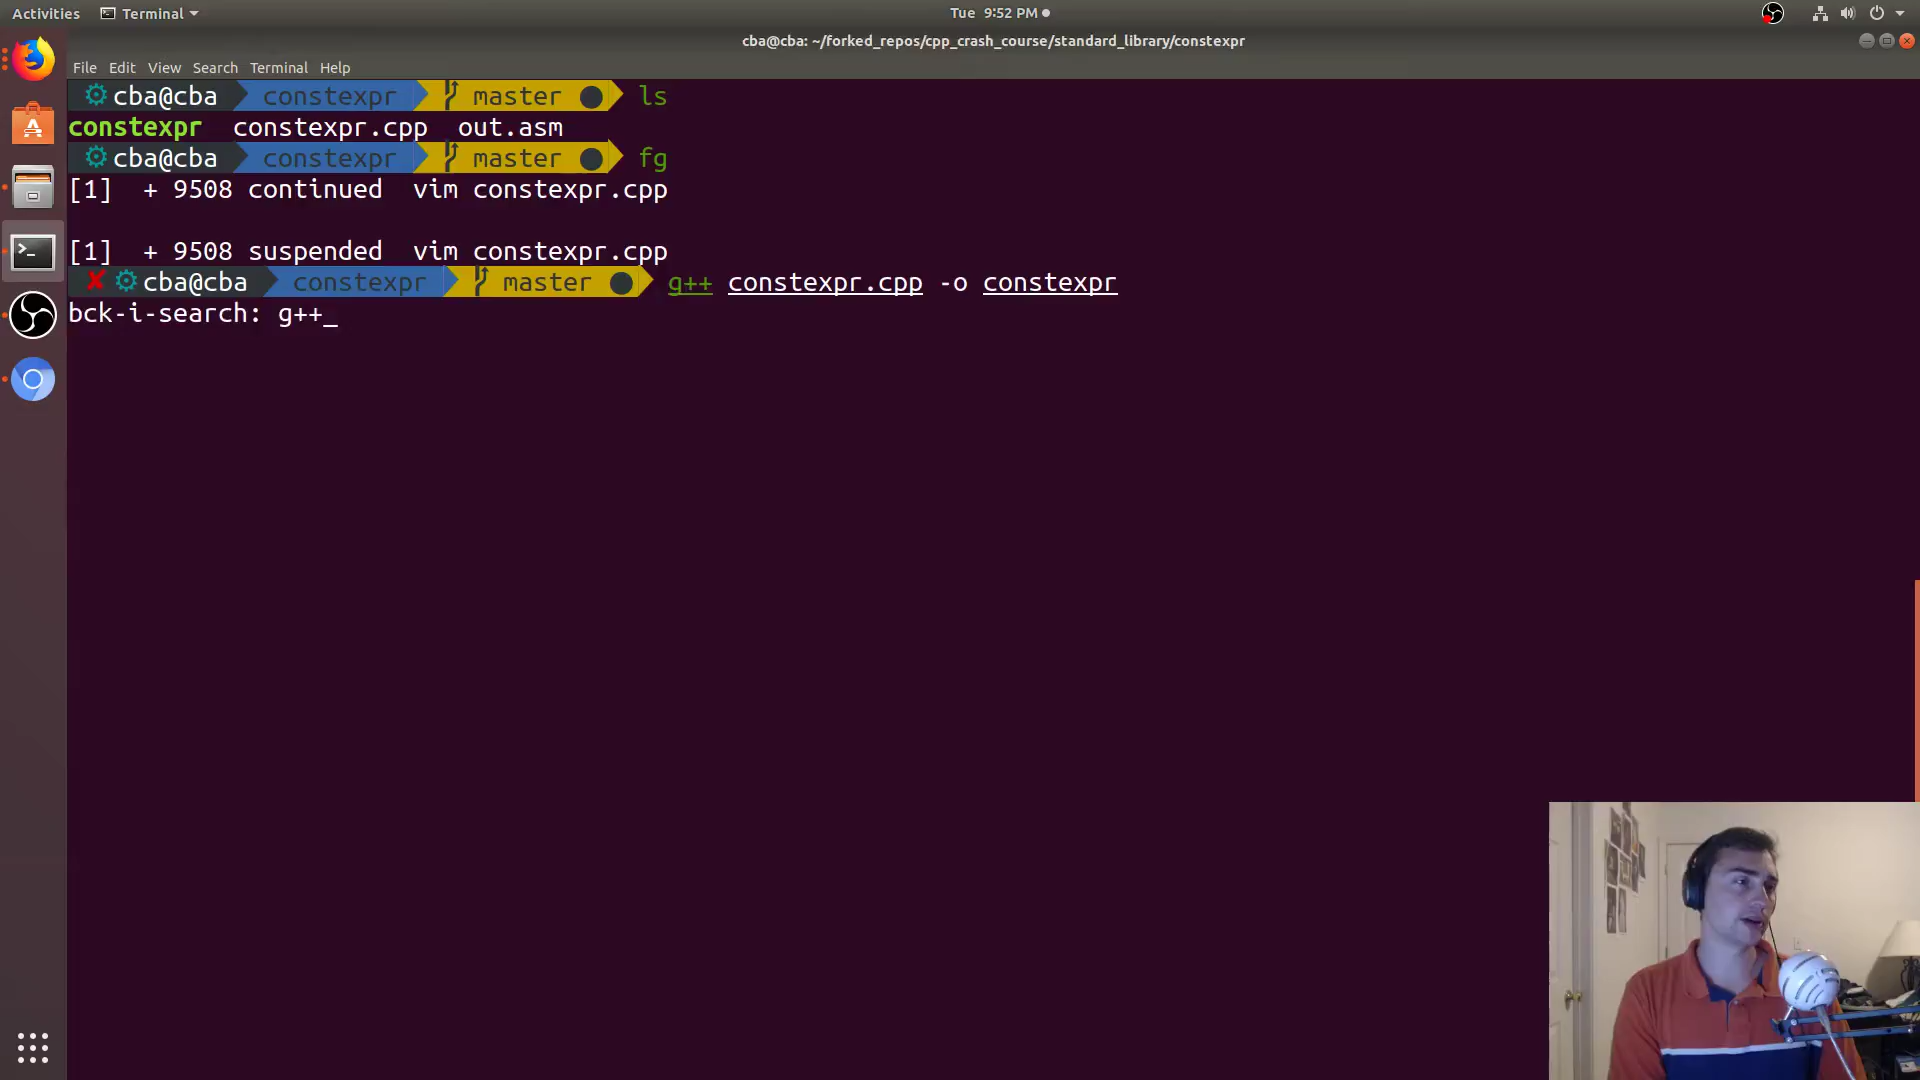 Activities Terminal Tue 9:52 PM
cba@cba: ~/forked_repos/cpp_crash_course/standard_library/constexpr
File Edit View Search Terminal Help
cba@cba constexpr master ls
constexpr constexpr.cpp out.asm
cba@cba constexpr master fg
[1] + 9508 continued vim constexpr.cpp
[1] + 9508 suspended vim constexpr.cpp
cba@cba constexpr master g++ constexpr.cpp -o constexpr
bck-i-search: g++_